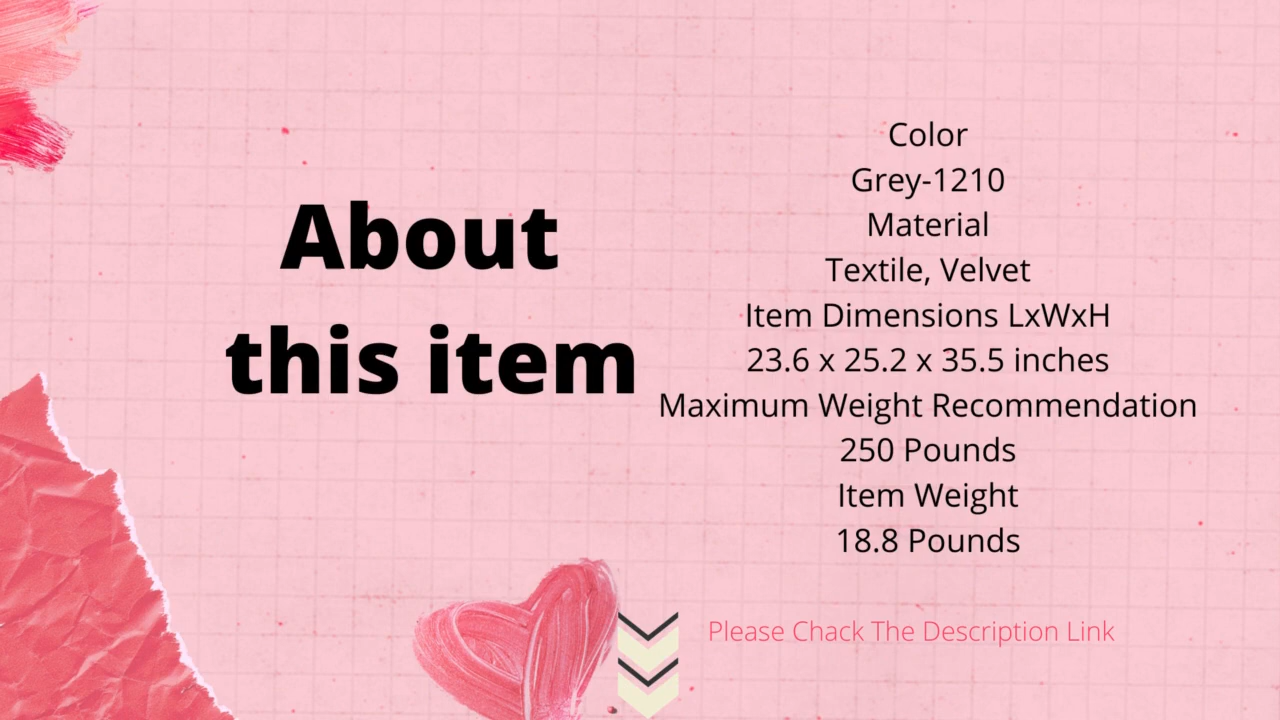 About
this item
Color
Grey-1210
Material
Textile, Velvet
Item Dimensions LxWxH
23.6 x 25.2 x 35.5 inches
Maximum Weight Recommendation
250 Pounds
Item Weight
18.8 Pounds
Please Chack The Description Link